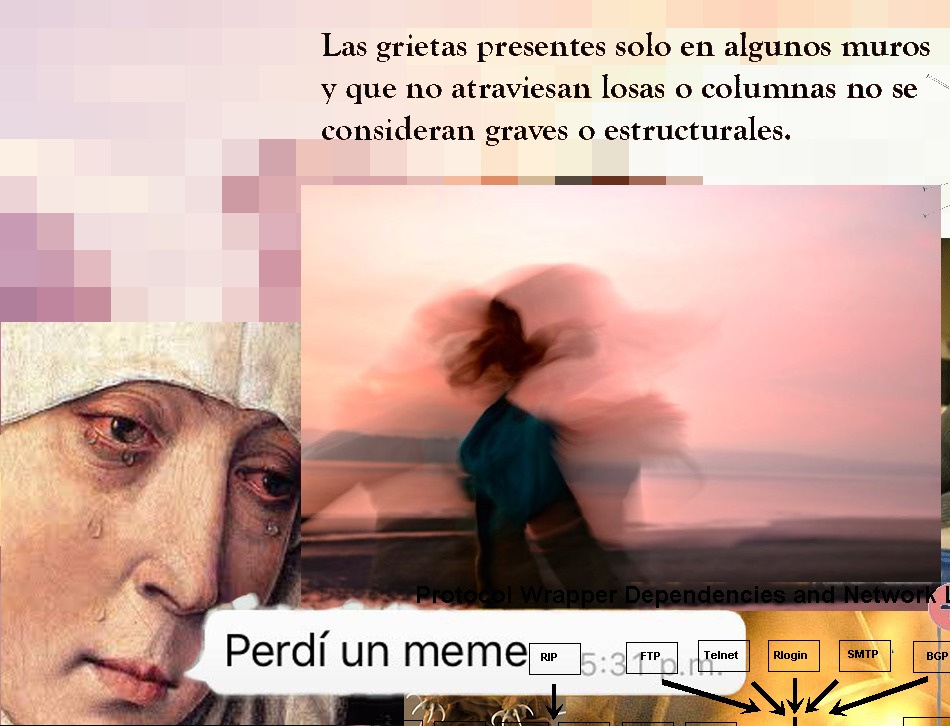 Las grietas presentes solo en algunos muros
y que no atraviesan losas o columnas no se
consideran graves o estructurales.
Protocol Wrapper Dependencies and Network
Perdí un meme
5:31 p.m.
RIP
FTP
Telnet
Rlogin
SMTP
BGP